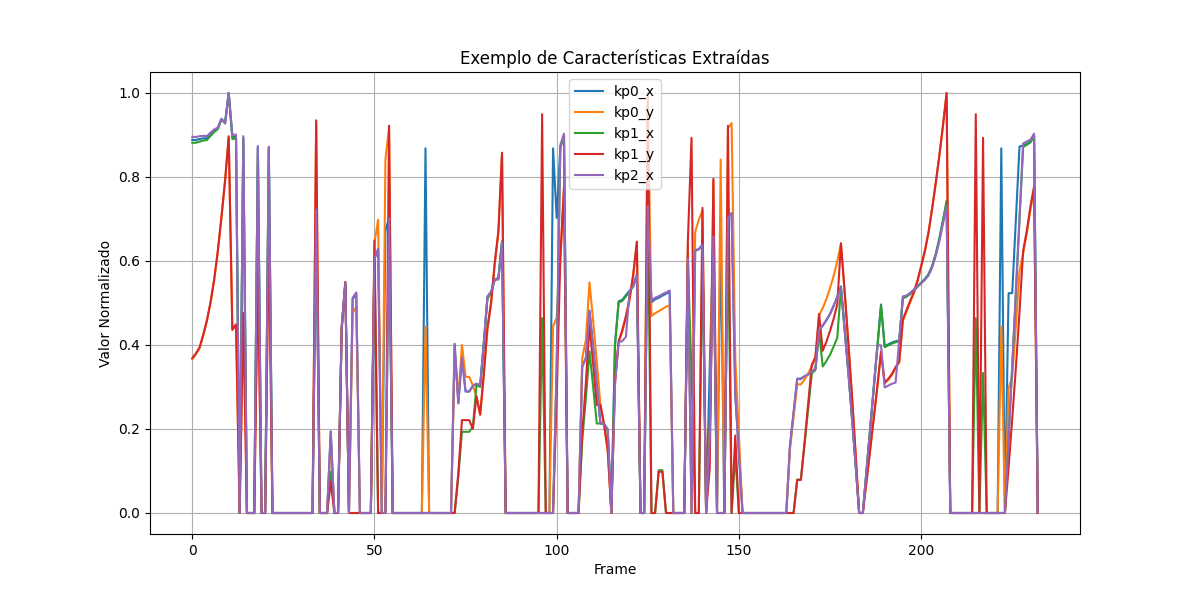 Exemplo de Características Extraídas
Valor Normalizado
1.0
0.8
0.6
0.4
0.2
0.0
kp0_x
kp0_y
kp1_x
kp1_y
kp2_x
0
50
100
150
200
Frame